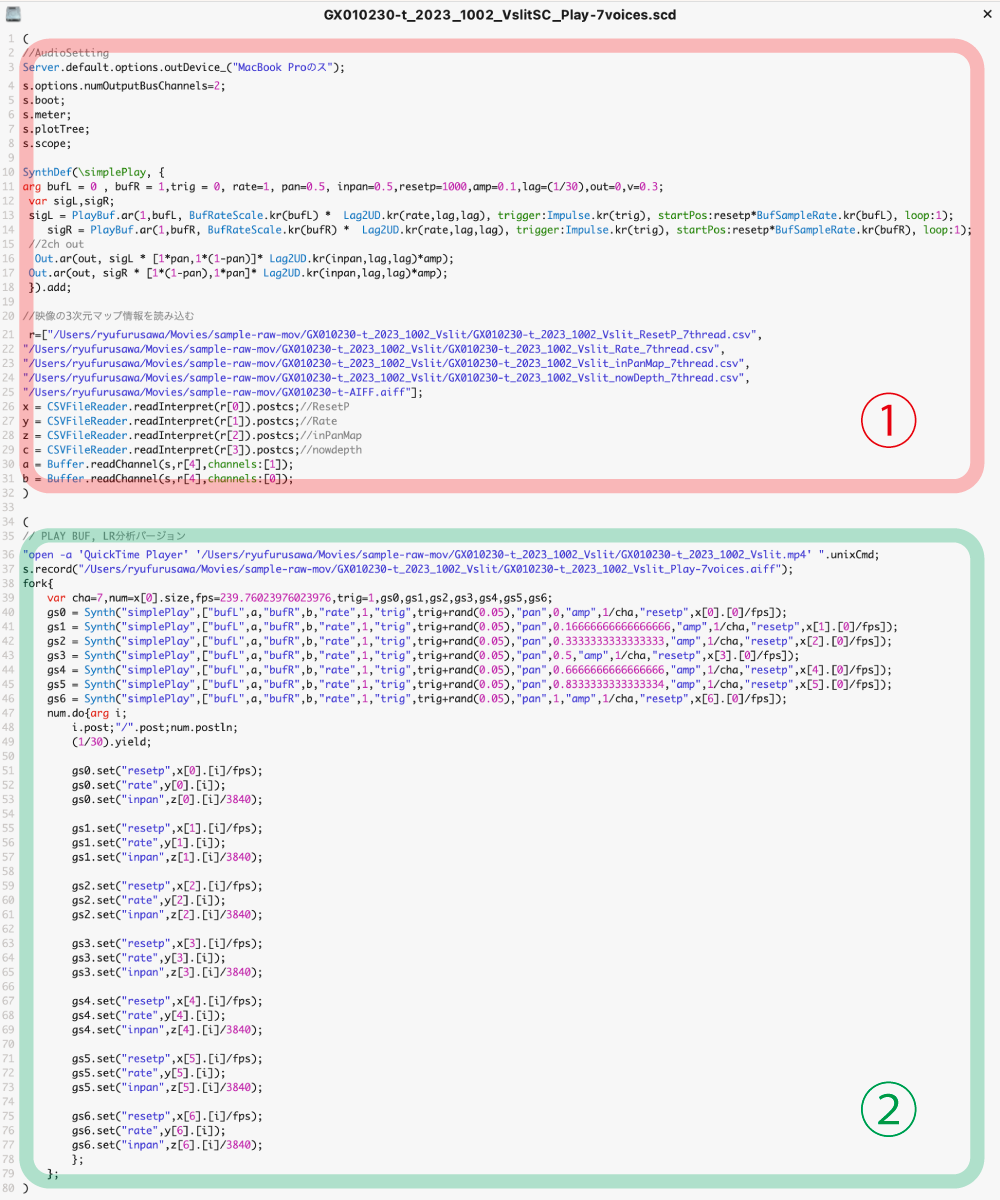 GX010230-t_2023_1002_VslitSC_Play-7voices.scd
×
1 (
2 //AudioSetting
3 Server.default.options.outDevice_("MacBook Proのス");
4 s.options.numOutputBusChannels=2;
5 s.boot;
6 s.meter;
7 s.plotTree;
8 s.scope;
9
10 SynthDef(\simplePlay, {
11 arg bufL = 0 , bufR = 1,trig = 0, rate=1, pan=0.5, inpan=0.5,resetp=1000,amp=0.1,lag=(1/30),out=0,v=0.3;
12 var sigL,sigR;
13 sigL = PlayBuf.ar(1,bufL, BufRateScale.kr(bufL) * Lag2UD.kr(rate,lag,lag), trigger:Impulse.kr(trig), startPos:resetp*BufSampleRate.kr(bufL), loop:1);
14 sigR = PlayBuf.ar(1,bufR, BufRateScale.kr(bufR) * Lag2UD.kr(rate,lag,lag), trigger:Impulse.kr(trig), startPos:resetp*BufSampleRate.kr(bufR), loop:1);
15 //2ch out
16 Out.ar(out, sigL * [1*pan,1*(1-pan)]* Lag2UD.kr(inpan,lag,lag)*amp);
17 Out.ar(out, sigR * [1*(1-pan),1*pan]* Lag2UD.kr(inpan,lag,lag)*amp);
18 }).add;
19
20 //映像の3次元マップ情報を読み込む
21 r=["/Users/ryufurusawa/Movies/sample-raw-mov/GX010230-t_2023_1002_Vslit/GX010230-t_2023_1002_Vslit_ResetP_7thread.csv",
22 "/Users/ryufurusawa/Movies/sample-raw-mov/GX010230-t_2023_1002_Vslit/GX010230-t_2023_1002_Vslit_Rate_7thread.csv",
23 "/Users/ryufurusawa/Movies/sample-raw-mov/GX010230-t_2023_1002_Vslit/GX010230-t_2023_1002_Vslit_inPanMap_7thread.csv",
24 "/Users/ryufurusawa/Movies/sample-raw-mov/GX010230-t_2023_1002_Vslit/GX010230-t_2023_1002_Vslit_nowDepth_7thread.csv",
25 "/Users/ryufurusawa/Movies/sample-raw-mov/GX010230-t-AIFF.aiff"];
26 x = CSVFileReader.readInterpret(r[0]).postcs;//ResetP
27 y = CSVFileReader.readInterpret(r[1]).postcs;//Rate
28 z = CSVFileReader.readInterpret(r[2]).postcs;//inPanMap
29 c = CSVFileReader.readInterpret(r[3]).postcs;//nowdepth
30 a = Buffer.readChannel(s,r[4],channels:[1]);
31 b = Buffer.readChannel(s,r[4],channels:[0]);
32 )
①
33
34 (
35 // PLAY BUF, LR分析バージョン
36 "open -a 'QuickTime Player' '/Users/ryufurusawa/Movies/sample-raw-mov/GX010230-t_2023_1002_Vslit/GX010230-t_2023_1002_Vslit.mp4' ".unixCmd;
37 s.record("/Users/ryufurusawa/Movies/sample-raw-mov/GX010230-t_2023_1002_Vslit/GX010230-t_2023_1002_Vslit_Play-7voices.aiff");
38 fork{
39 var cha=7,num=x[0].size,fps=239.76023976023976,trig=1,gs0,gs1,gs2,gs3,gs4,gs5,gs6;
40 gs0 = Synth("simplePlay",["bufL",a,"bufR",b,"rate",1,"trig",trig+rand(0.05),"pan",0,"amp",1/cha,"resetp",x[0].[0]/fps]);
41 gs1 = Synth("simplePlay",["bufL",a,"bufR",b,"rate",1,"trig",trig+rand(0.05),"pan",0.16666666666666666,"amp",1/cha,"resetp",x[1].[0]/fps]);
42 gs2 = Synth("simplePlay",["bufL",a,"bufR",b,"rate",1,"trig",trig+rand(0.05),"pan",0.3333333333333333,"amp",1/cha,"resetp",x[2].[0]/fps]);
43 gs3 = Synth("simplePlay",["bufL",a,"bufR",b,"rate",1,"trig",trig+rand(0.05),"pan",0.5,"amp",1/cha,"resetp",x[3].[0]/fps]);
44 gs4 = Synth("simplePlay",["bufL",a,"bufR",b,"rate",1,"trig",trig+rand(0.05),"pan",0.6666666666666666,"amp",1/cha,"resetp",x[4].[0]/fps]);
45 gs5 = Synth("simplePlay",["bufL",a,"bufR",b,"rate",1,"trig",trig+rand(0.05),"pan",0.8333333333333334,"amp",1/cha,"resetp",x[5].[0]/fps]);
46 gs6 = Synth("simplePlay",["bufL",a,"bufR",b,"rate",1,"trig",trig+rand(0.05),"pan",1,"amp",1/cha,"resetp",x[6].[0]/fps]);
47 num.do{arg i;
48 i.post;"/".post;num.postln;
49 (1/30).yield;
50
51 gs0.set("resetp",x[0].[i]/fps);
52 gs0.set("rate",y[0].[i]);
53 gs0.set("inpan",z[0].[i]/3840);
54
55 gs1.set("resetp",x[1].[i]/fps);
56 gs1.set("rate",y[1].[i]);
57 gs1.set("inpan",z[1].[i]/3840);
58
59 gs2.set("resetp",x[2].[i]/fps);
60 gs2.set("rate",y[2].[i]);
61 gs2.set("inpan",z[2].[i]/3840);
62
63 gs3.set("resetp",x[3].[i]/fps);
64 gs3.set("rate",y[3].[i]);
65 gs3.set("inpan",z[3].[i]/3840);
66
67 gs4.set("resetp",x[4].[i]/fps);
68 gs4.set("rate",y[4].[i]);
69 gs4.set("inpan",z[4].[i]/3840);
70
71 gs5.set("resetp",x[5].[i]/fps);
72 gs5.set("rate",y[5].[i]);
73 gs5.set("inpan",z[5].[i]/3840);
74
75 gs6.set("resetp",x[6].[i]/fps);
76 gs6.set("rate",y[6].[i]);
77 gs6.set("inpan",z[6].[i]/3840);
78 };
79 };
80 )
②